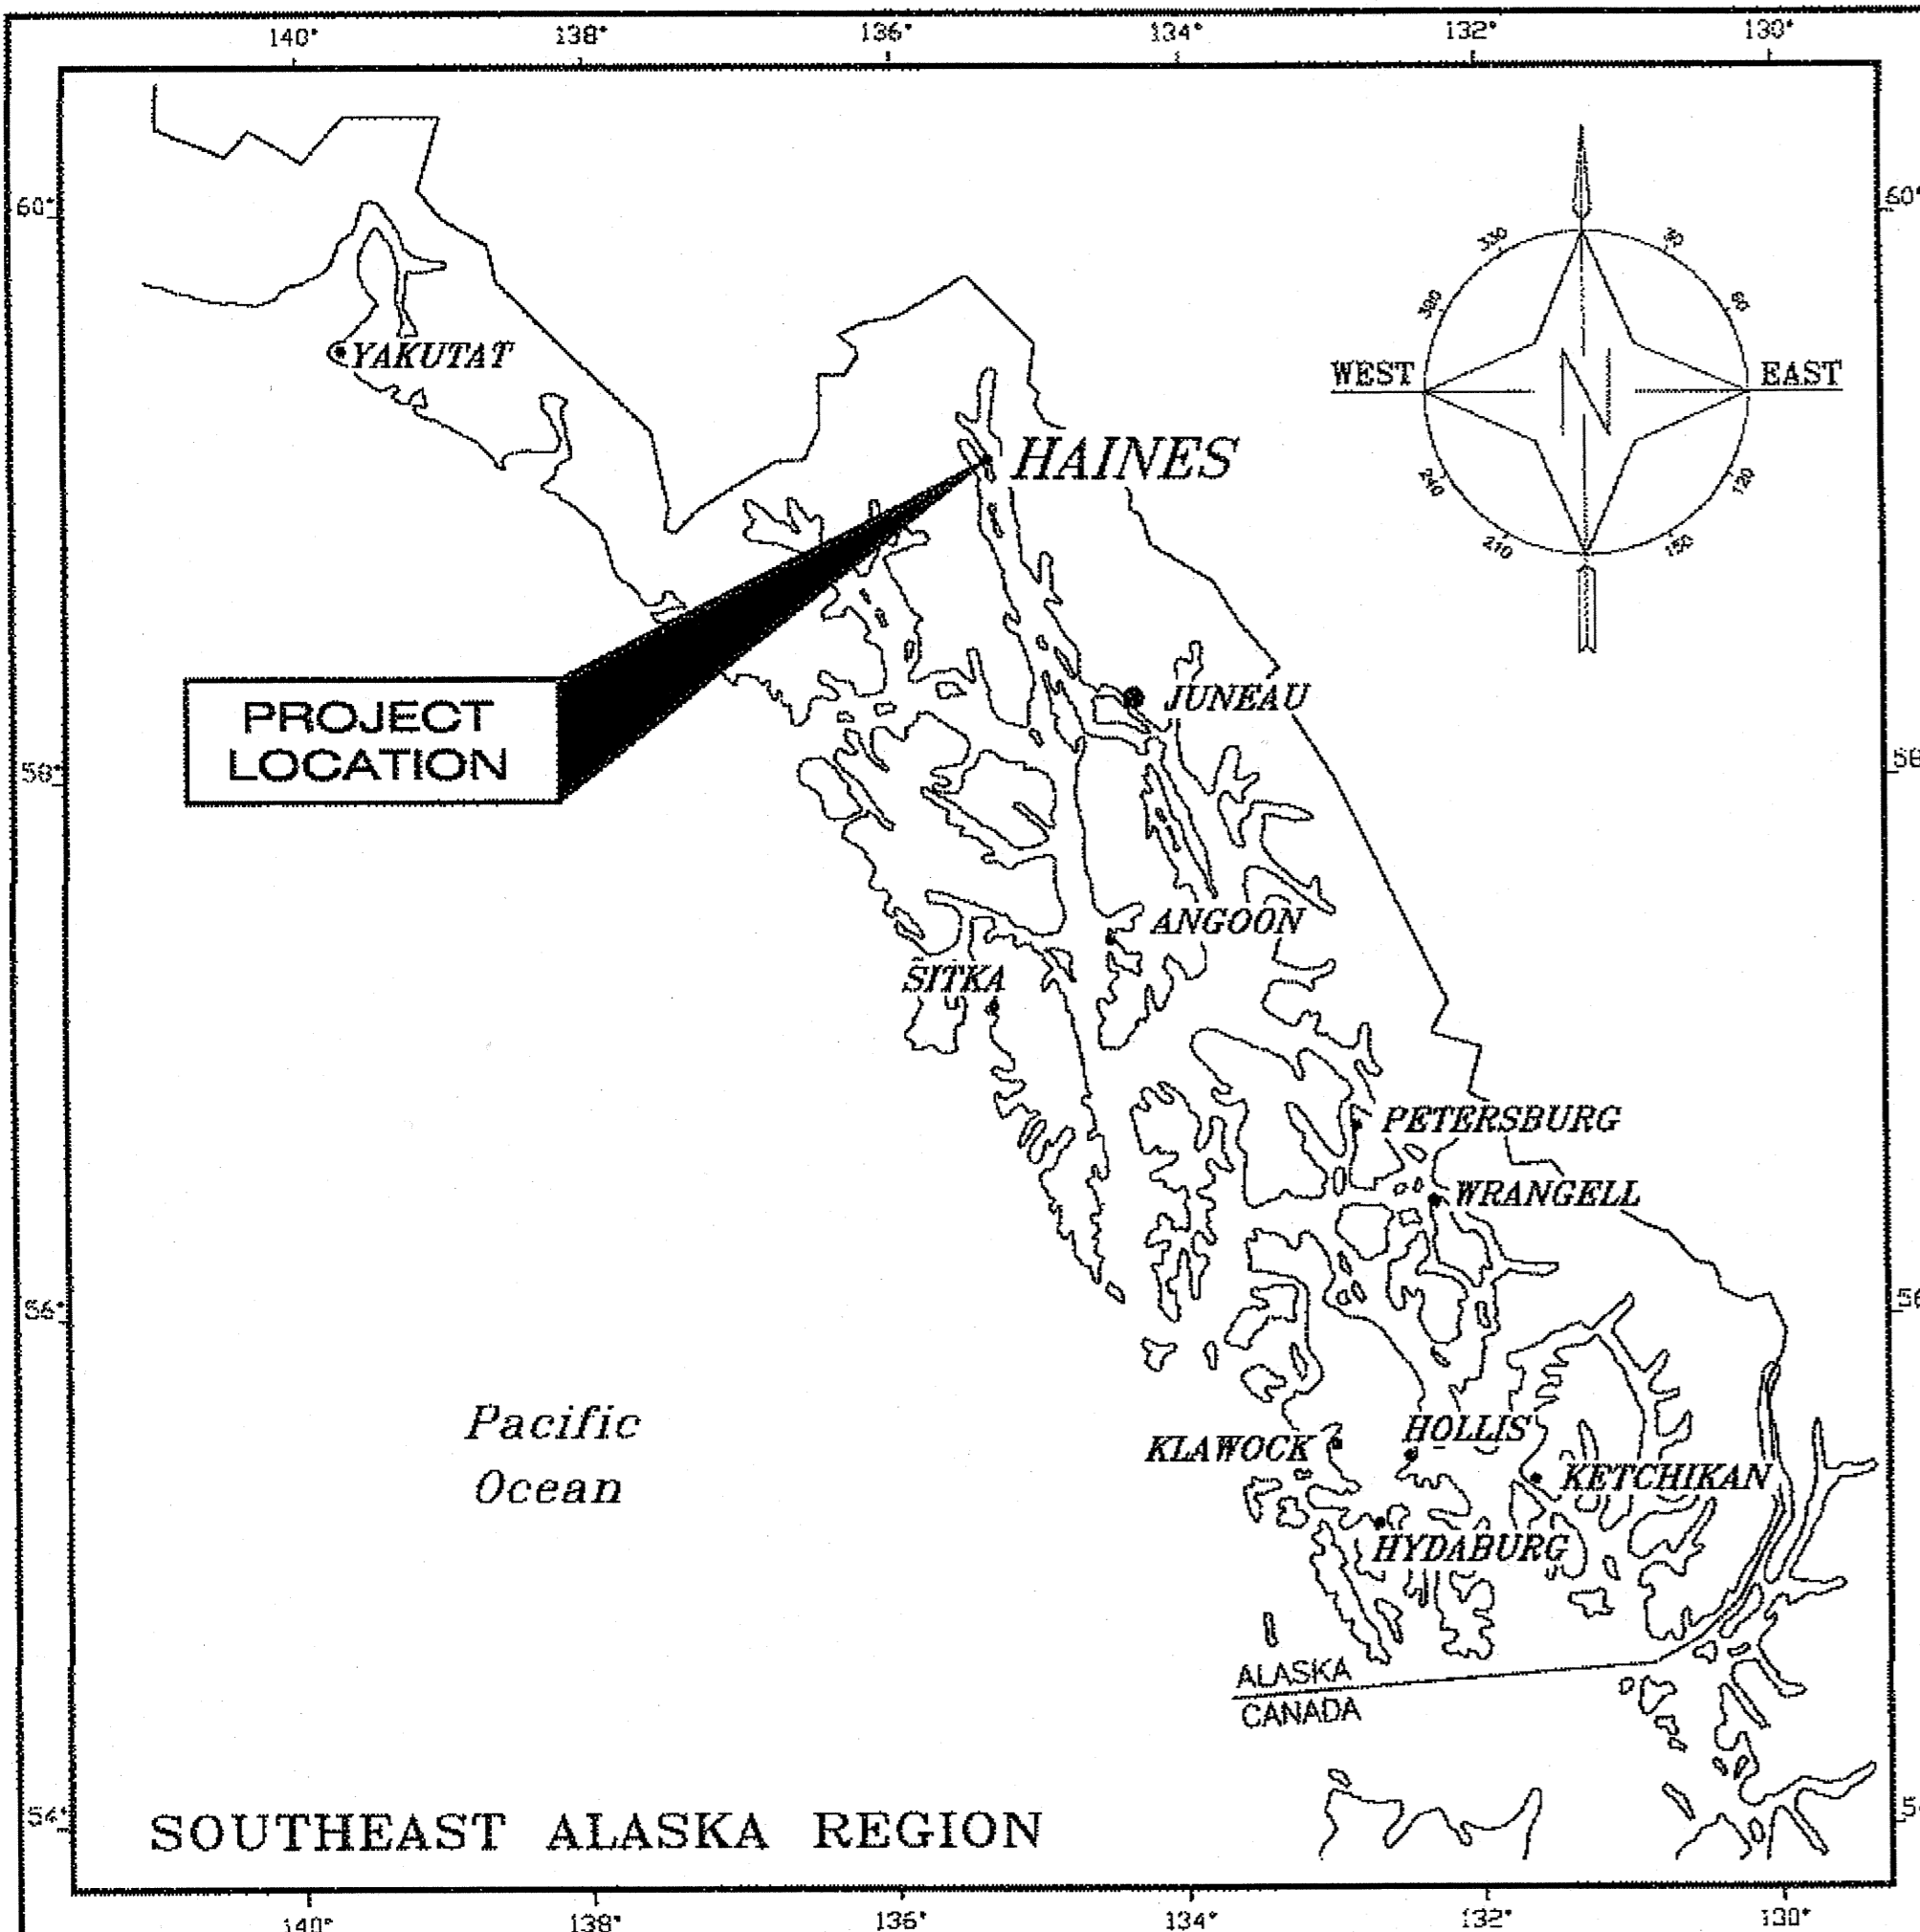 140° 138° 136° 134° 132° 130°
60° 60°
330 30
300 60
YAKUTAT
WEST N EAST
HAINES
240 120
210 150
PROJECT
LOCATION
JUNEAU
58° 58
ANGOON
SITKA
PETERSBURG
WRANGELL
56° 56
Pacific
Ocean
HOLLIS
KLAWOCK
KETCHIKAN
HYDABURG
ALASKA
CANADA
54°
SOUTHEAST ALASKA REGION
140° 138° 136° 134° 132° 130°